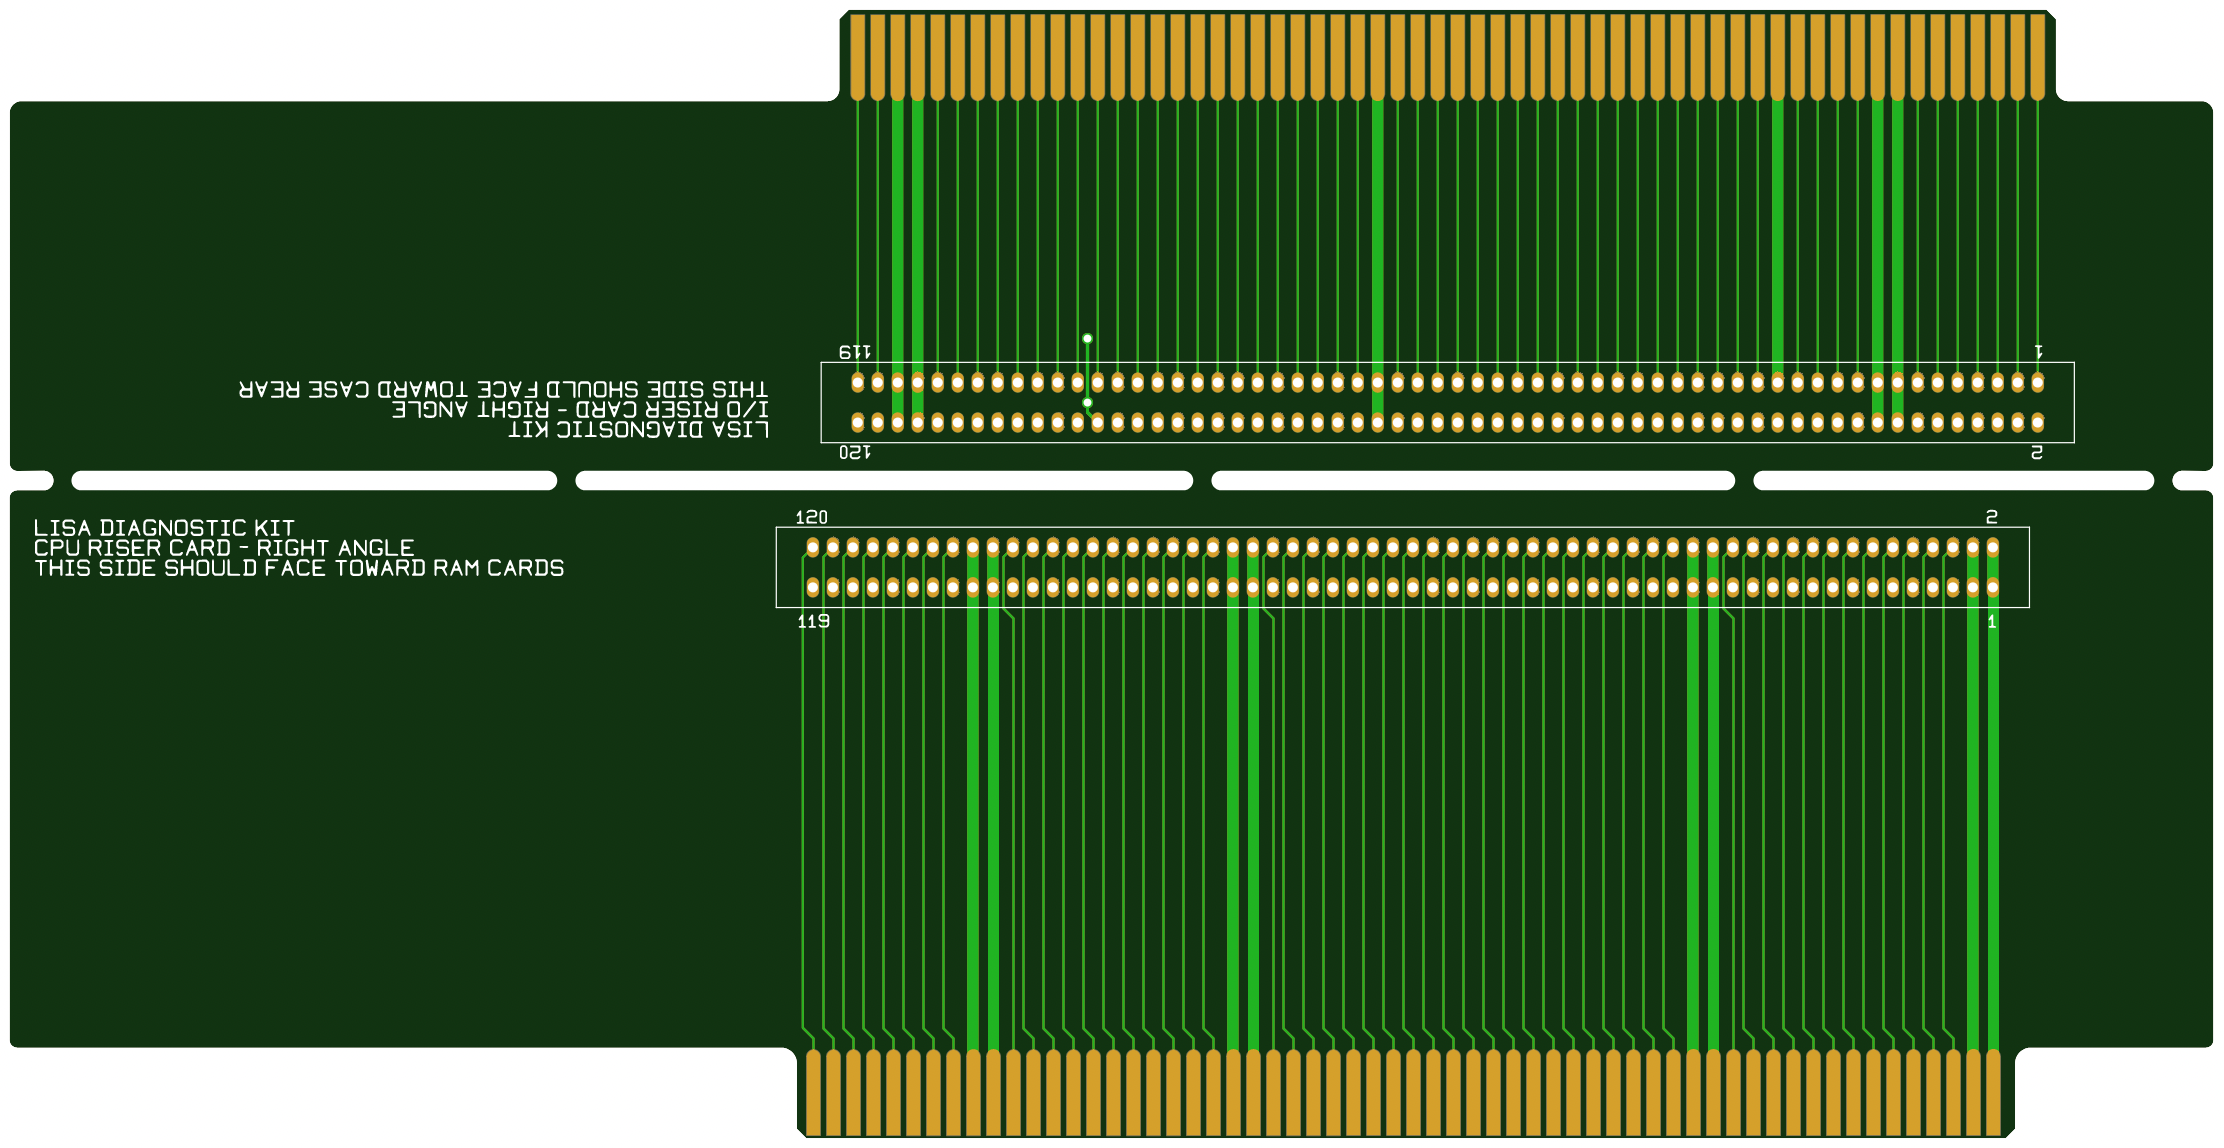 119
1
LISA DIAGNOSTIC KIT
I/O RISER CARD - RIGHT ANGLE
THIS SIDE SHOULD FACE TOWARD CASE REAR
120
2
LISA DIAGNOSTIC KIT
CPU RISER CARD - RIGHT ANGLE
THIS SIDE SHOULD FACE TOWARD RAM CARDS
120
2
119
1